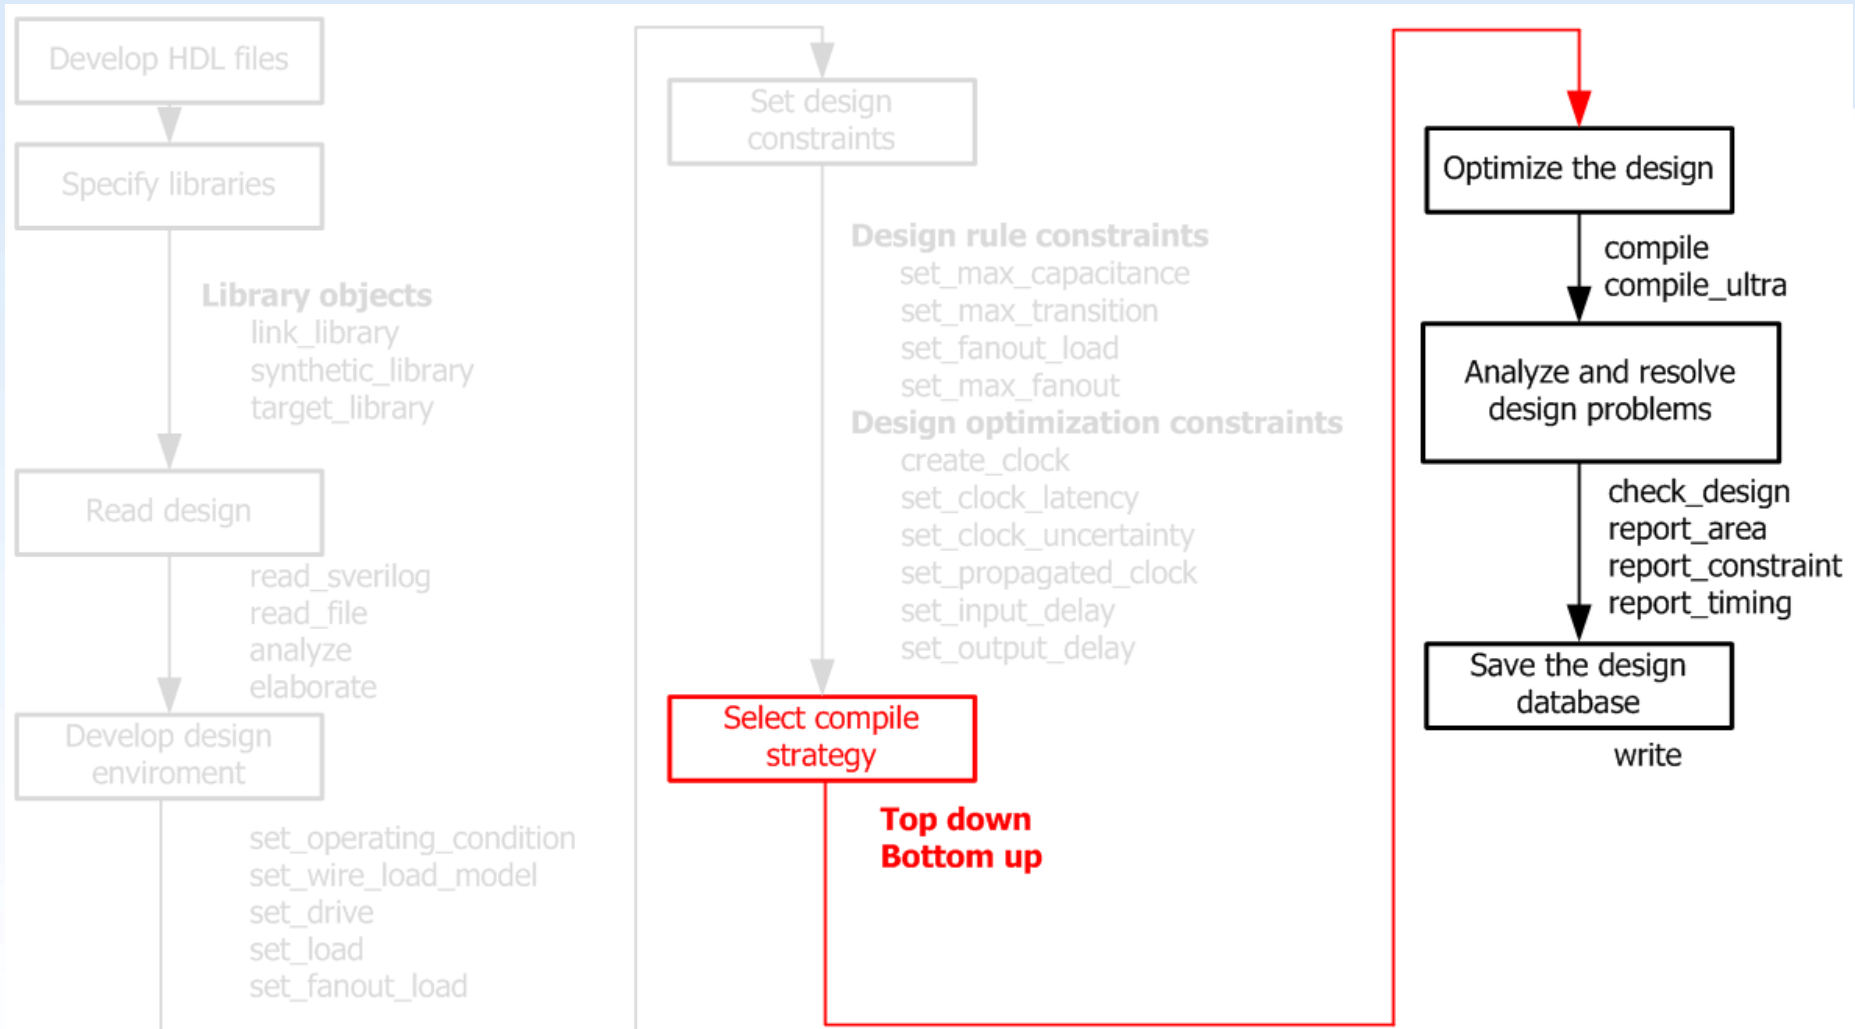 Develop HDL files
Specify libraries
Library objects
link_library
synthetic_library
target_library
Read design
read_sverilog
read_file
analyze
elaborate
Develop design
enviroment
set_operating_condition
set_wire_load_model
set_drive
set_load
set_fanout_load
Set design
constraints
Design rule constraints
set_max_capacitance
set_max_transition
set_fanout_load
set_max_fanout
Design optimization constraints
create_clock
set_clock_latency
set_clock_uncertainty
set_propagated_clock
set_input_delay
set_output_delay
Select compile
strategy
Top down
Bottom up
Optimize the design
compile
compile_ultra
Analyze and resolve
design problems
check_design
report_area
report_constraint
report_timing
Save the design
database
write